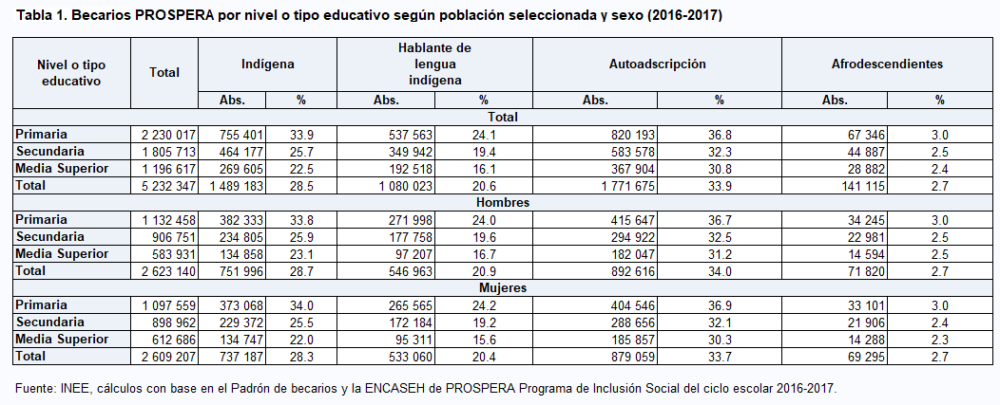 Tabla 1. Becarios PROSPERA por nivel o tipo educativo según población seleccionada y sexo (2016-2017)
Nivel o tipo educativo Total Indígena Hablante de lengua indígena Autoadscripción Afrodescendientes
Abs. % Abs. % Abs. % Abs. %
Total
Primaria 2 230 017 755 401 33.9 537 563 24.1 820 193 36.8 67 346 3.0
Secundaria 1 805 713 464 177 25.7 349 942 19.4 583 578 32.3 44 887 2.5
Media Superior 1 196 617 269 605 22.5 192 518 16.1 367 904 30.8 28 882 2.4
Total 5 232 347 1 489 183 28.5 1 080 023 20.6 1 771 675 33.9 141 115 2.7
Hombres
Primaria 1 132 458 382 333 33.8 271 998 24.0 415 647 36.7 34 245 3.0
Secundaria 906 751 234 805 25.9 177 758 19.6 294 922 32.5 22 981 2.5
Media Superior 583 931 134 858 23.1 97 207 16.7 182 047 31.2 14 594 2.5
Total 2 623 140 751 996 28.7 546 963 20.9 892 616 34.0 71 820 2.7
Mujeres
Primaria 1 097 559 373 068 34.0 265 565 24.2 404 546 36.9 33 101 3.0
Secundaria 898 962 229 372 25.5 172 184 19.2 288 656 32.1 21 906 2.4
Media Superior 612 686 134 747 22.0 95 311 15.6 185 857 30.3 14 288 2.3
Total 2 609 207 737 187 28.3 533 060 20.4 879 059 33.7 69 295 2.7
Fuente: INEE, cálculos con base en el Padrón de becarios y la ENCASEH de PROSPERA Programa de Inclusión Social del ciclo escolar 2016-2017.